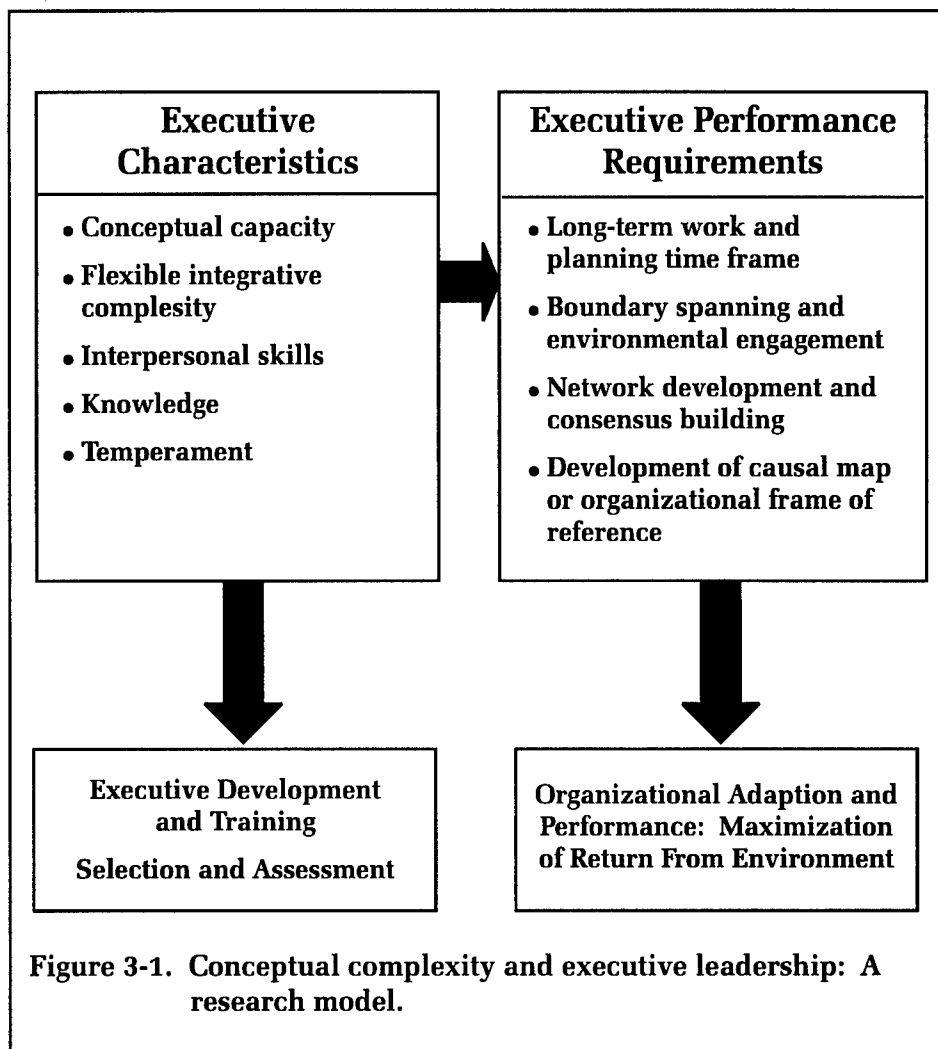 Executive
Characteristics
• Conceptual capacity
• Flexible integrative
complesity
• Interpersonal skills
• Knowledge
• Temperament
Executive Performance
Requirements
• Long-term work and
planning time frame
• Boundary spanning and
environmental engagement
• Network development and
consensus building
• Development of causal map
or organizational frame of
reference
Executive Development
and Training
Selection and Assessment
Organizational Adaption and
Performance: Maximization
of Return From Environment
Figure 3-1. Conceptual complexity and executive leadership: A
research model.